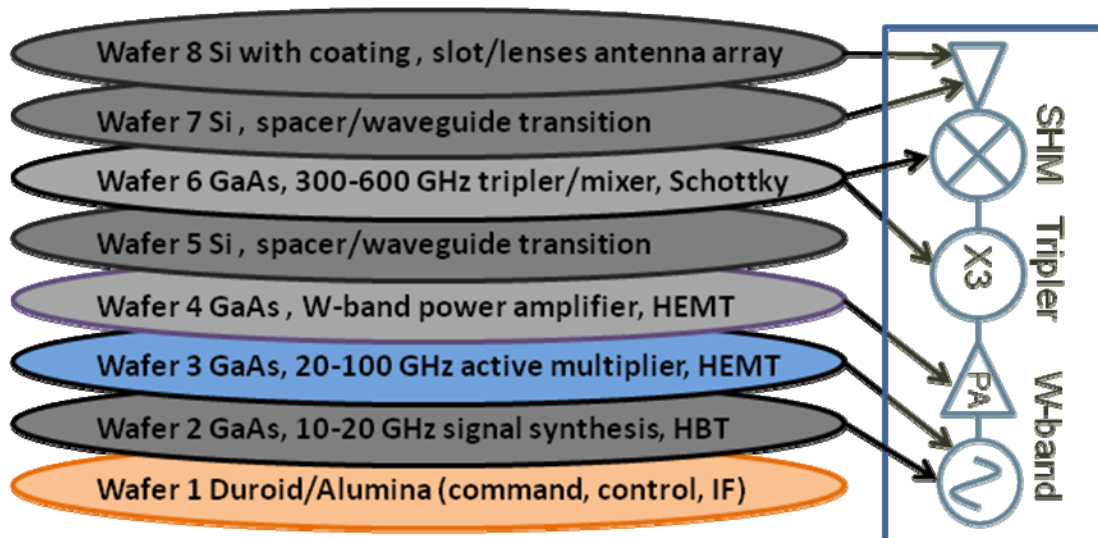 Wafer 8 Si with coating , slot/lenses antenna array
Wafer 7 Si , spacer/waveguide transition
Wafer 6 GaAs, 300-600 GHz tripler/mixer, Schottky
Wafer 5 Si , spacer/waveguide transition
Wafer 4 GaAs , W-band power amplifier, HEMT
Wafer 3 GaAs, 20-100 GHz active multiplier, HEMT
Wafer 2 GaAs, 10-20 GHz signal synthesis, HBT
Wafer 1 Duroid/Alumina (command, control, IF)
SHM
Tripler
W-band
X3
PA